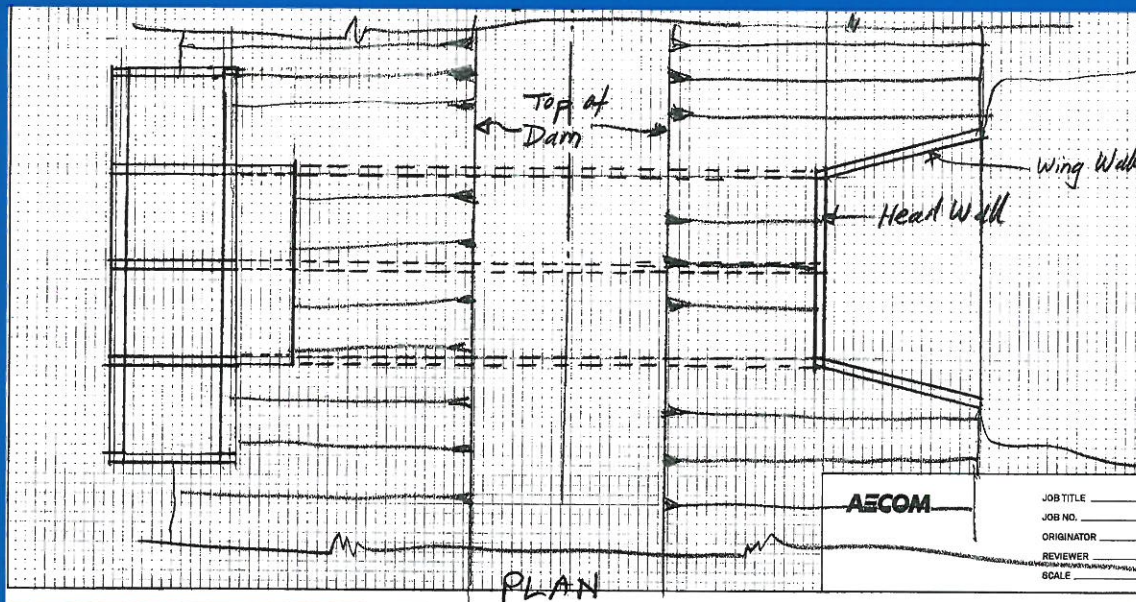 Top of
Dam
Wing Wall
Head Wall
AECOM
JOB TITLE
JOB NO.
ORIGINATOR
REVIEWER
SCALE
PLAN